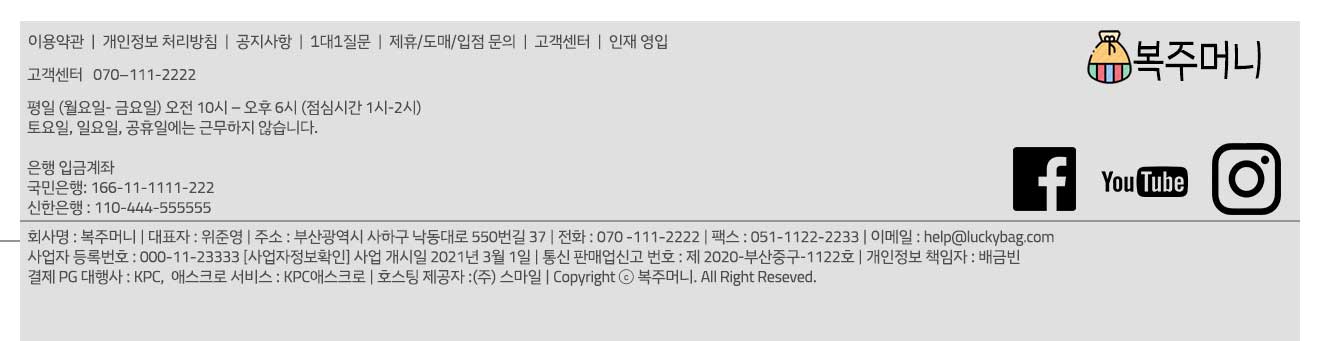 이용약관 | 개인정보 처리방침 | 공지사항 | 1대1질문 | 제휴/도매/입점 문의 | 고객센터 | 인재 영입
복주머니
고객센터 070–111-2222
평일 (월요일- 금요일) 오전 10시 – 오후 6시 (점심시간 1시-2시)
토요일, 일요일, 공휴일에는 근무하지 않습니다.
은행 입금계좌
국민은행: 166-11-1111-222
신한은행 : 110-444-555555
f
You Tube
회사명 : 복주머니 | 대표자 : 위준영 | 주소 : 부산광역시 사하구 낙동대로 550번길 37 | 전화 : 070 -111-2222 | 팩스 : 051-1122-2233 | 이메일 : help@luckybag.com
사업자 등록번호 : 000-11-23333 [사업자정보확인] 사업 개시일 2021년 3월 1일 | 통신 판매업신고 번호 : 제 2020-부산중구-1122호 | 개인정보 책임자 : 배금빈
결제 PG 대행사 : KPC, 애스크로 서비스 : KPC애스크로 | 호스팅 제공자 :(주) 스마일 | Copyright ⓒ 복주머니. All Right Reseved.